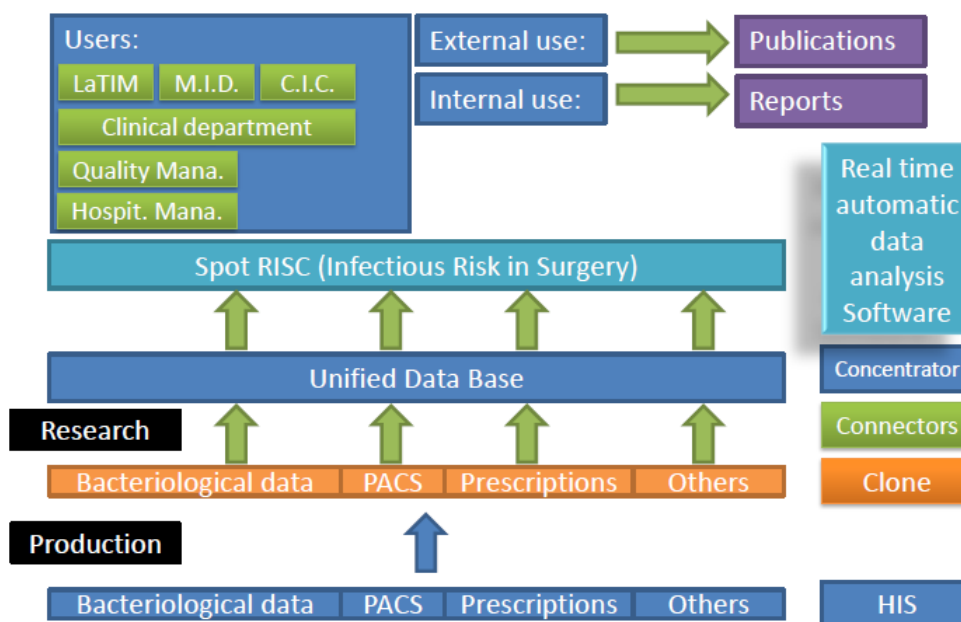 Users:
LaTIM
M.I.D.
C.I.C.
Clinical department
Quality Mana.
Hospit. Mana.
External use:
Publications
Internal use:
Reports
Real time
automatic
data
analysis
Software
Spot RISC (Infectious Risk in Surgery)
Unified Data Base
Concentrator
Research
Connectors
Bacteriological data
PACS
Prescriptions
Others
Clone
Production
Bacteriological data
PACS
Prescriptions
Others
HIS